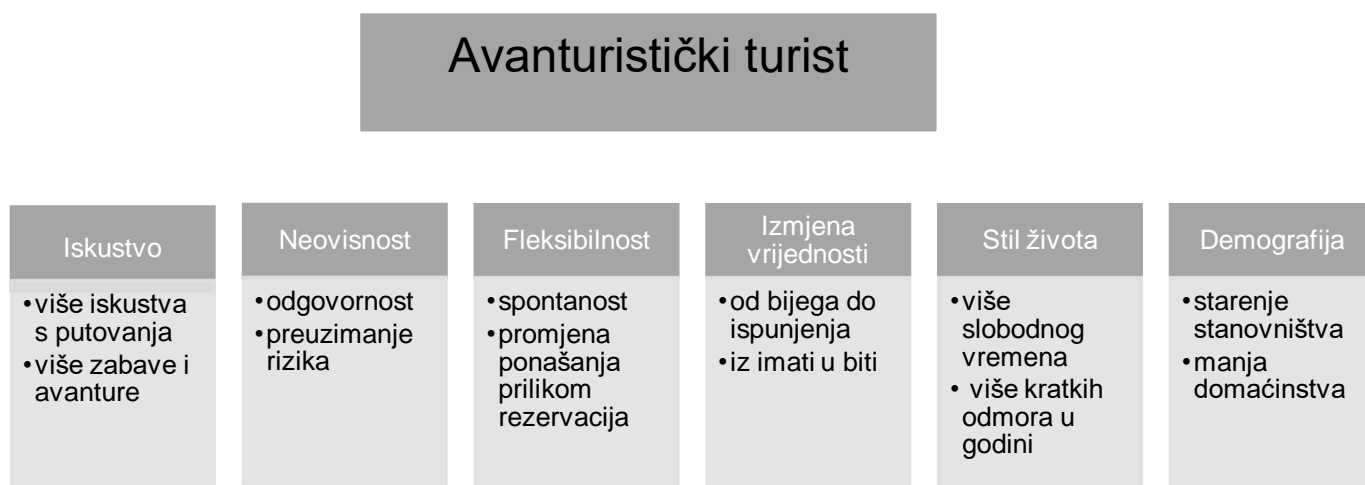 Avanturistički turist
Iskustvo
•više iskustva
s putovanja
•više zabave i
avanture
Neovisnost
•odgovornost
•preuzimanje
rizika
Fleksibilnost
•spontanost
•promjena
ponašanja
prilikom
rezervacija
Izmjena
vrijednosti
•od bijega do
ispunjenja
•iz imati u biti
Stil života
•više
slobodnog
vremena
• više kratkih
odmora u
godini
Demografija
•starenje
stanovništva
•manja
domaćinstva